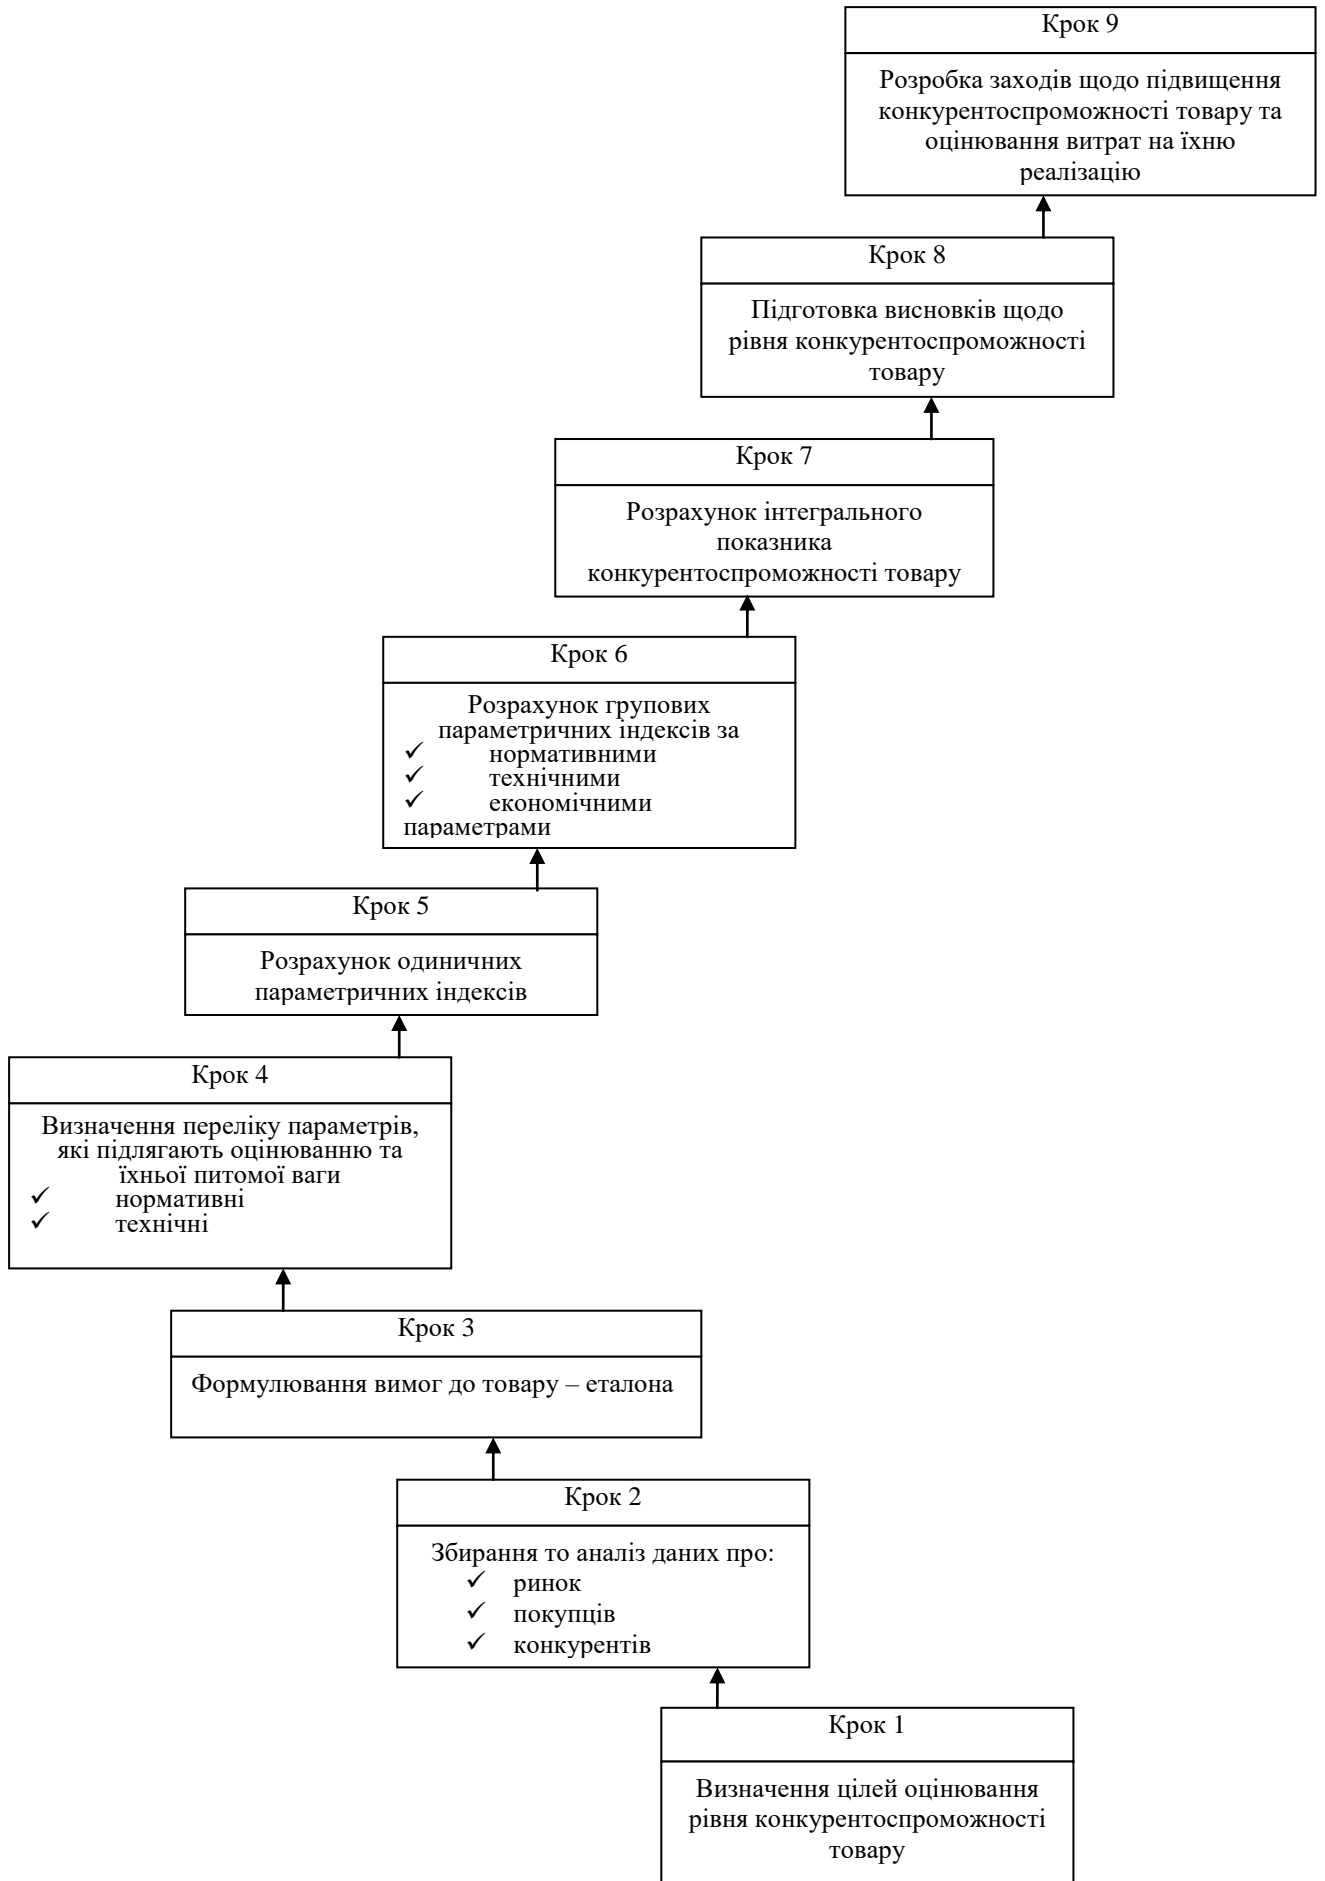 Крок 9
Розробка заходів щодо підвищення
конкурентоспроможності товару та
оцінювання витрат на їхню
реалізацію
Крок 8
Підготовка висновків щодо
рівня конкурентоспроможності
товару
Крок 7
Розрахунок інтегрального
показника
конкурентоспроможності товару
Крок 6
Розрахунок групових
параметричних індексів за
✓ нормативними
✓ технічними
✓ економічними
параметрами
Крок 5
Розрахунок одиничних
параметричних індексів
Крок 4
Визначення переліку параметрів,
які підлягають оцінюванню та
їхньої питомої ваги
✓ нормативні
✓ технічні
Крок 3
Формулювання вимог до товару – еталона
Крок 2
Збирання то аналіз даних про:
✓ ринок
✓ покупців
✓ конкурентів
Крок 1
Визначення цілей оцінювання
рівня конкурентоспроможності
товару